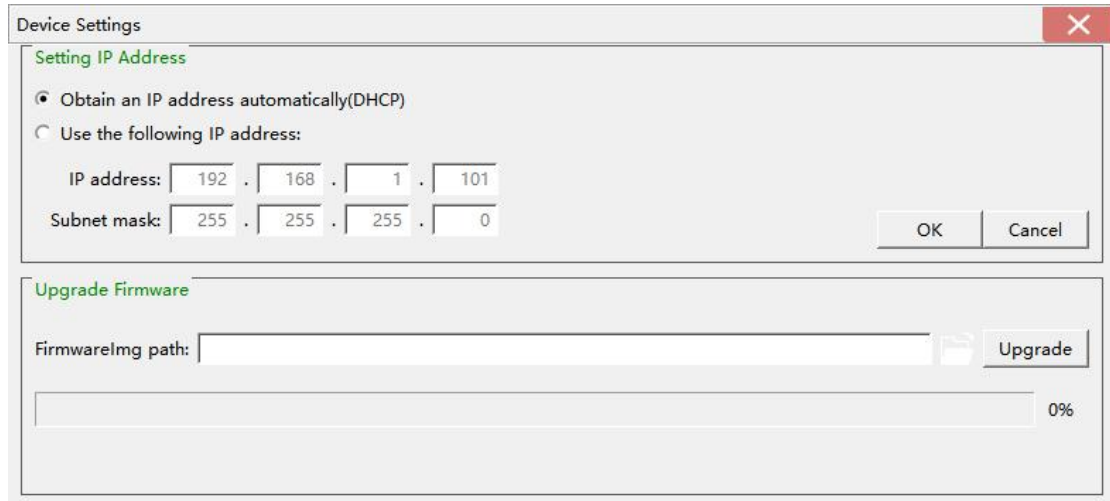 Device Settings
Setting IP Address
Obtain an IP address automatically(DHCP)
Use the following IP address:
IP address: 192 . 168 . 1 . 101
Subnet mask: 255 . 255 . 255 . 0
OK Cancel
Upgrade Firmware
FirmwareImg path: Upgrade
0%